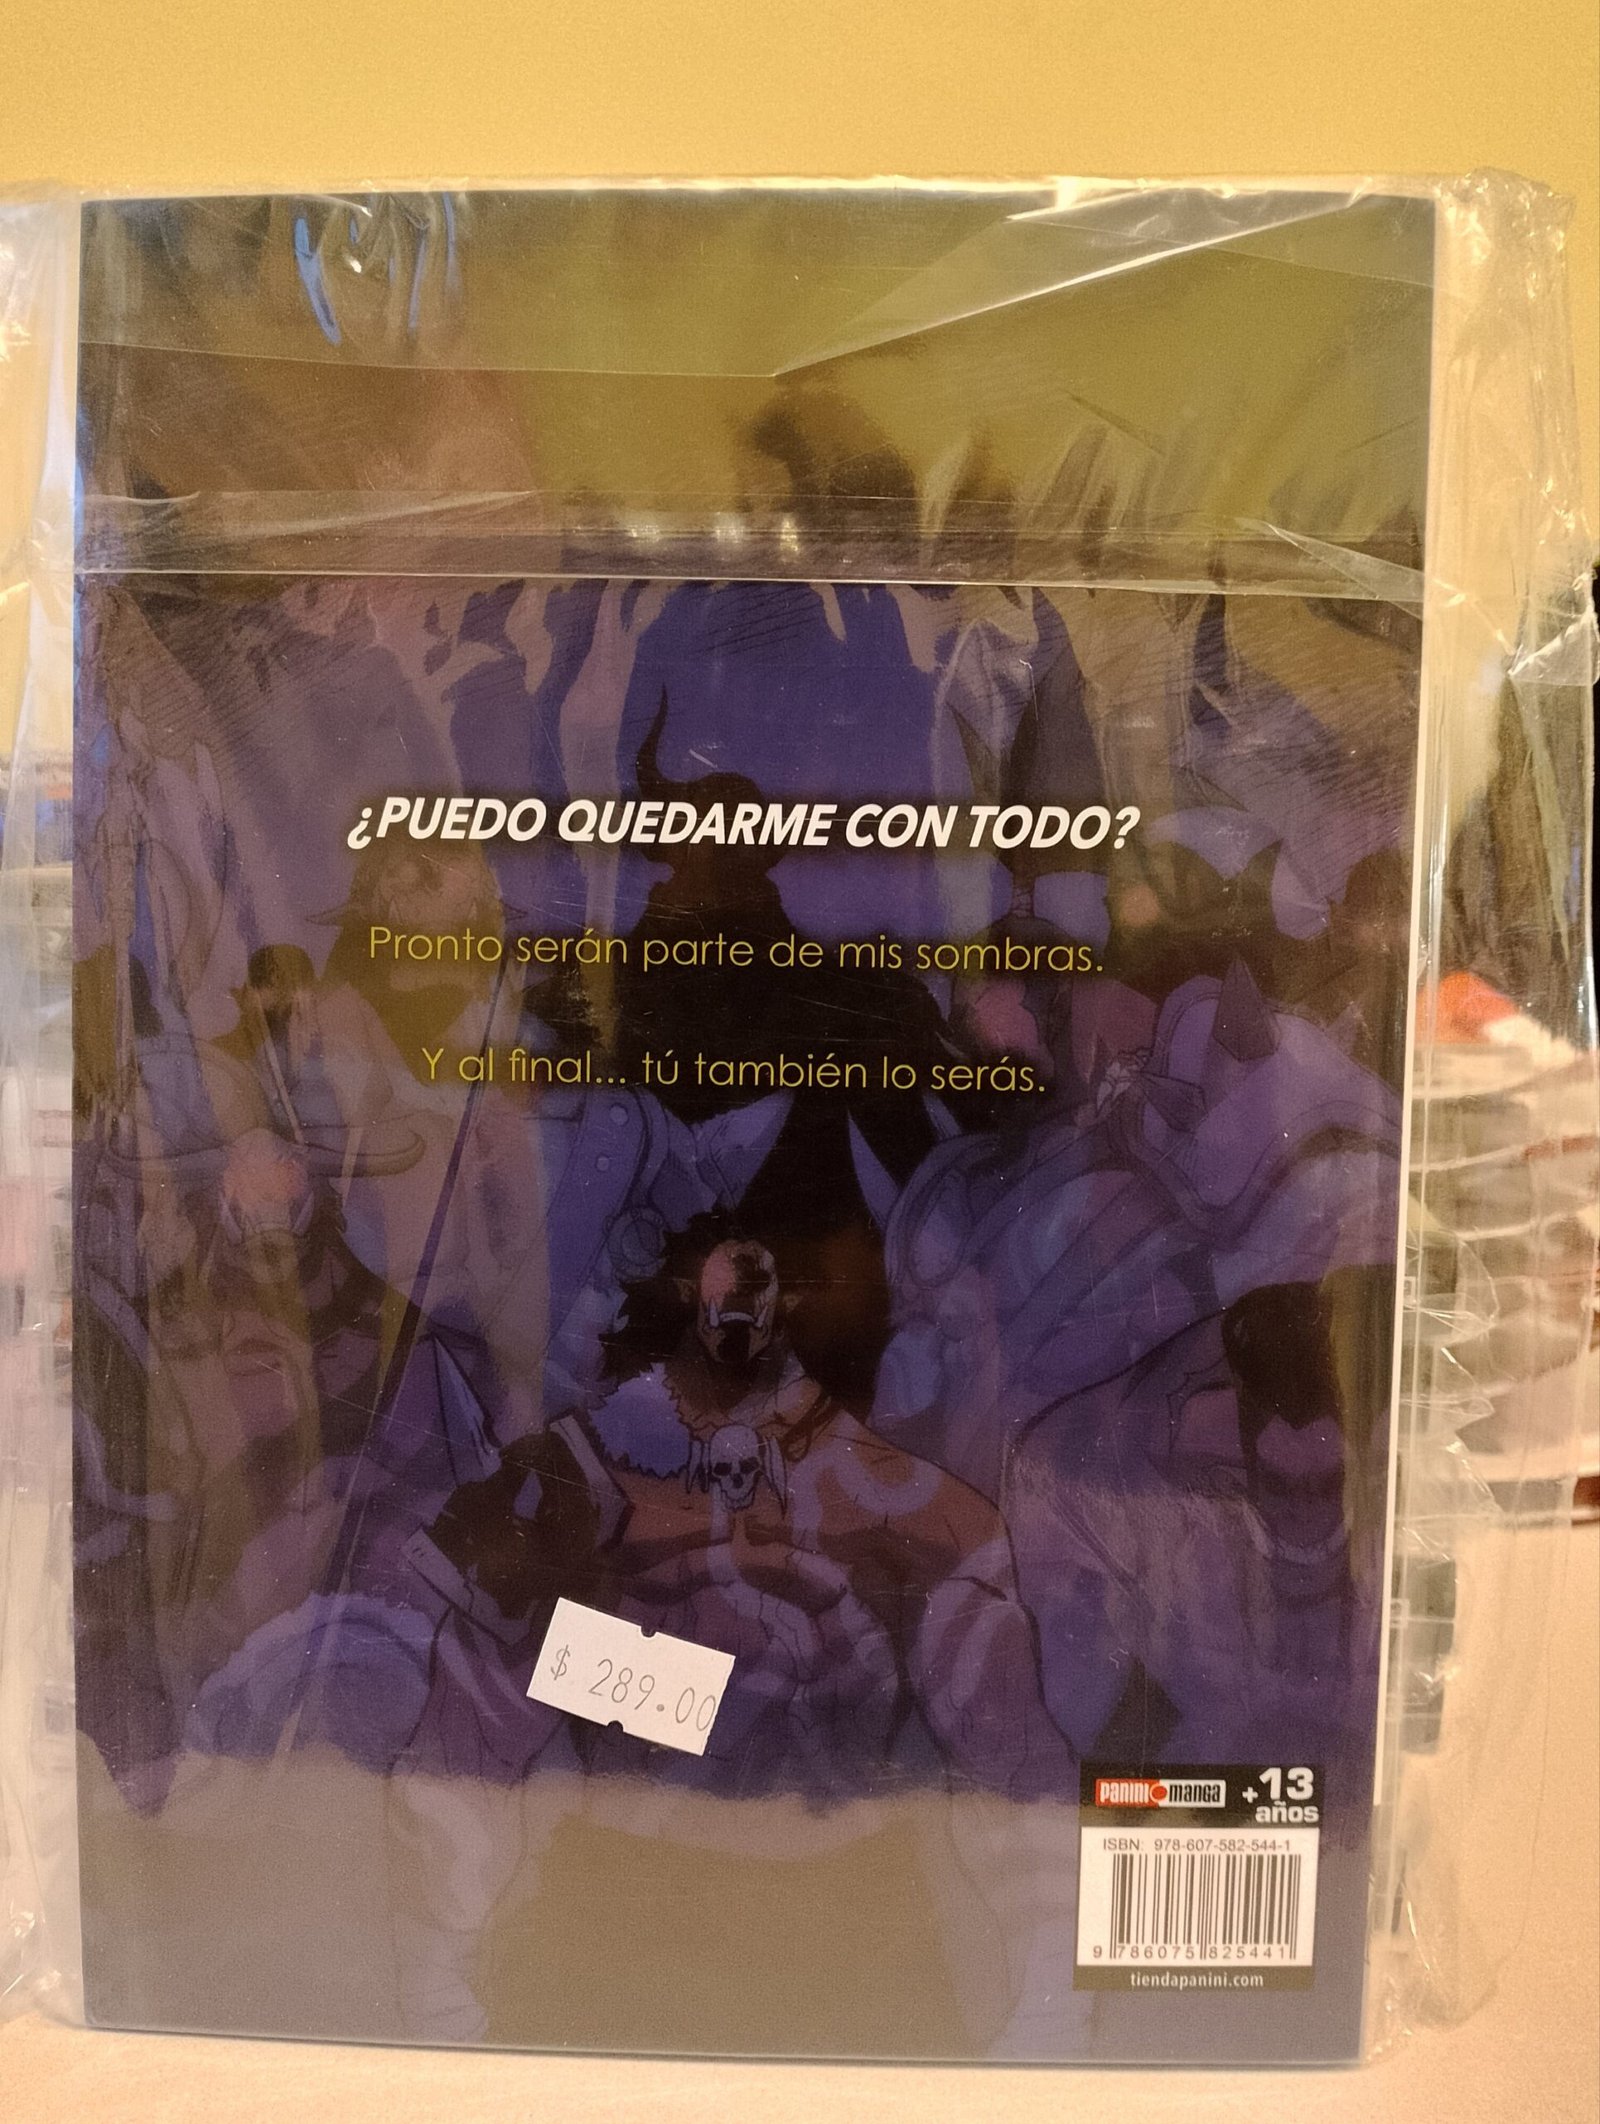 ¿PUEDO QUEDARME CON TODO?
Pronto serán parte de mis sombras.
Y al final... tú también lo serás.
$ 289.00
PANINI MANGA
+13
años
ISBN: 978-607-582-544-1
9 786075 825441
tiendapanini.com